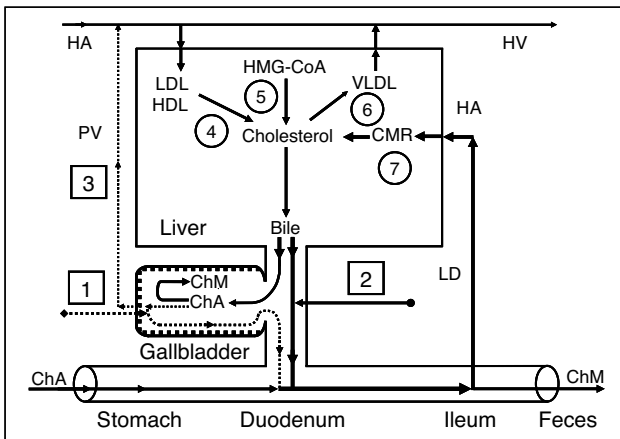 HA
HV
HMG-CoA
LDL
HDL
5
VLDL
6
HA
4
PV
Cholesterol
CMR
7
3
Liver
Bile
ChM
LD
1
2
ChA
Gallbladder
ChA
ChM
Stomach
Duodenum
Ileum
Feces